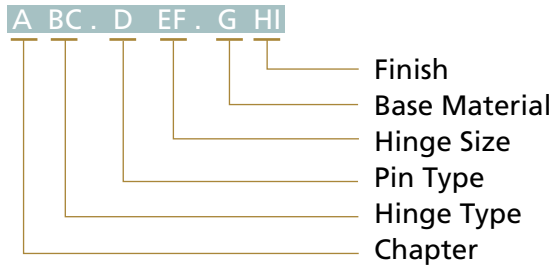 A BC . D EF . G HI
Finish
Base Material
Hinge Size
Pin Type
Hinge Type
Chapter